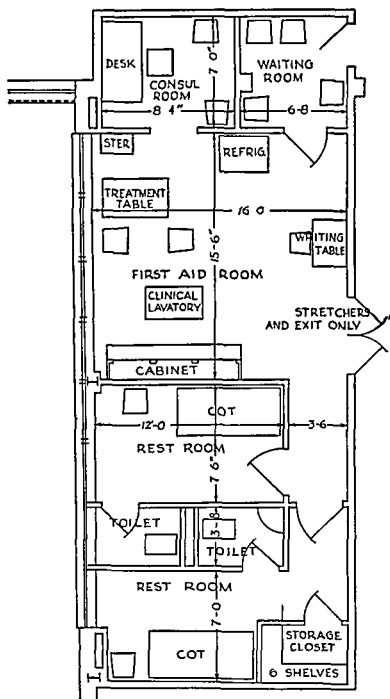 DESK
7'0"
WAITING
ROOM
CONSUL
ROOM
8'4"
6-8
STER
REFRIG.
TREATMENT
TABLE
16'0
WRITING
TABLE
15'-6"
FIRST AID ROOM
CLINICAL
LAVATORY
STRETCHERS
AND EXIT ONLY
CABINET
COT
12'-0
3'-6
REST ROOM
7'6"
TOILET
3'-8
TOILET
REST ROOM
7'-0
COT
STORAGE
CLOSET
6 SHELVES